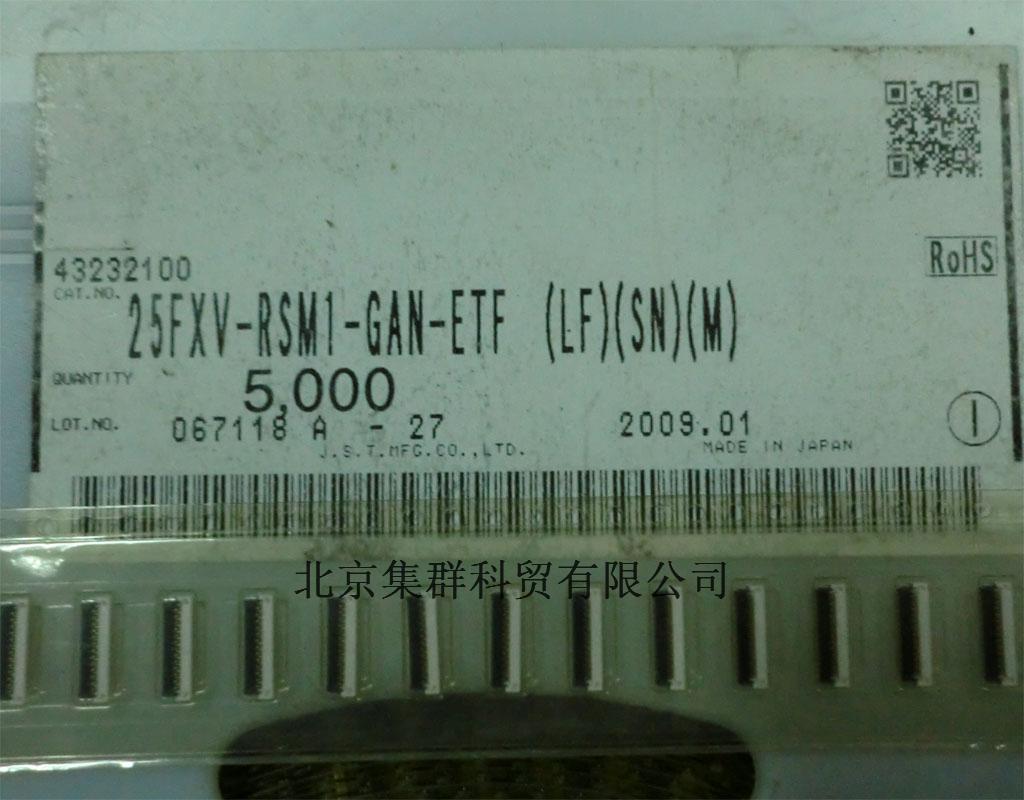 RoHS
43232100
CAT.NO. 25FXV-RSM1-GAN-ETF (LF)(SN)(M)
QUANTITY 5,000
LOT.NO. 067118 A - 27 2009.01
J.S.T.MFG.CO.,LTD. MADE IN JAPAN
北京集群科贸有限公司